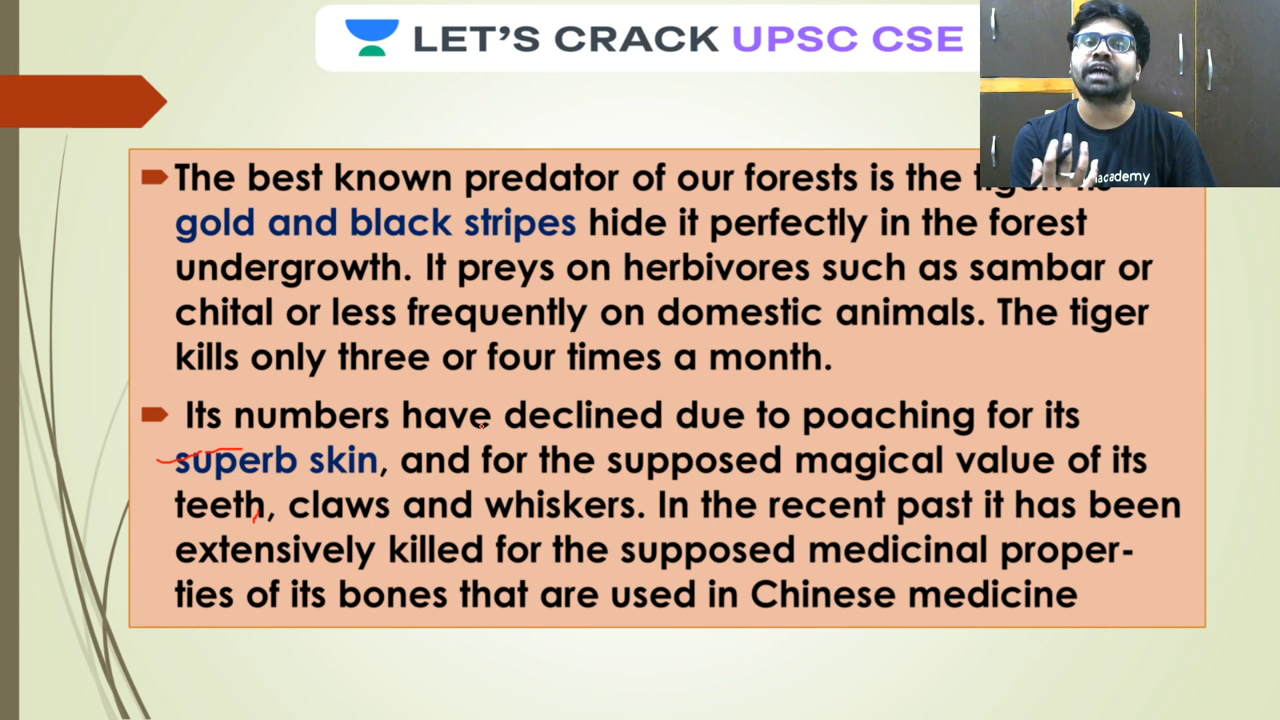 LET'S CRACK UPSC CSE
academy
The best known predator of our forests is the
gold and black stripes hide it perfectly in the forest
undergrowth. It preys on herbivores such as sambar or
chital or less frequently on domestic animals. The tiger
kills only three or four times a month.
Its numbers have declined due to poaching for its
superb skin, and for the supposed magical value of its
teeth, claws and whiskers. In the recent past it has been
extensively killed for the supposed medicinal proper-
ties of its bones that are used in Chinese medicine